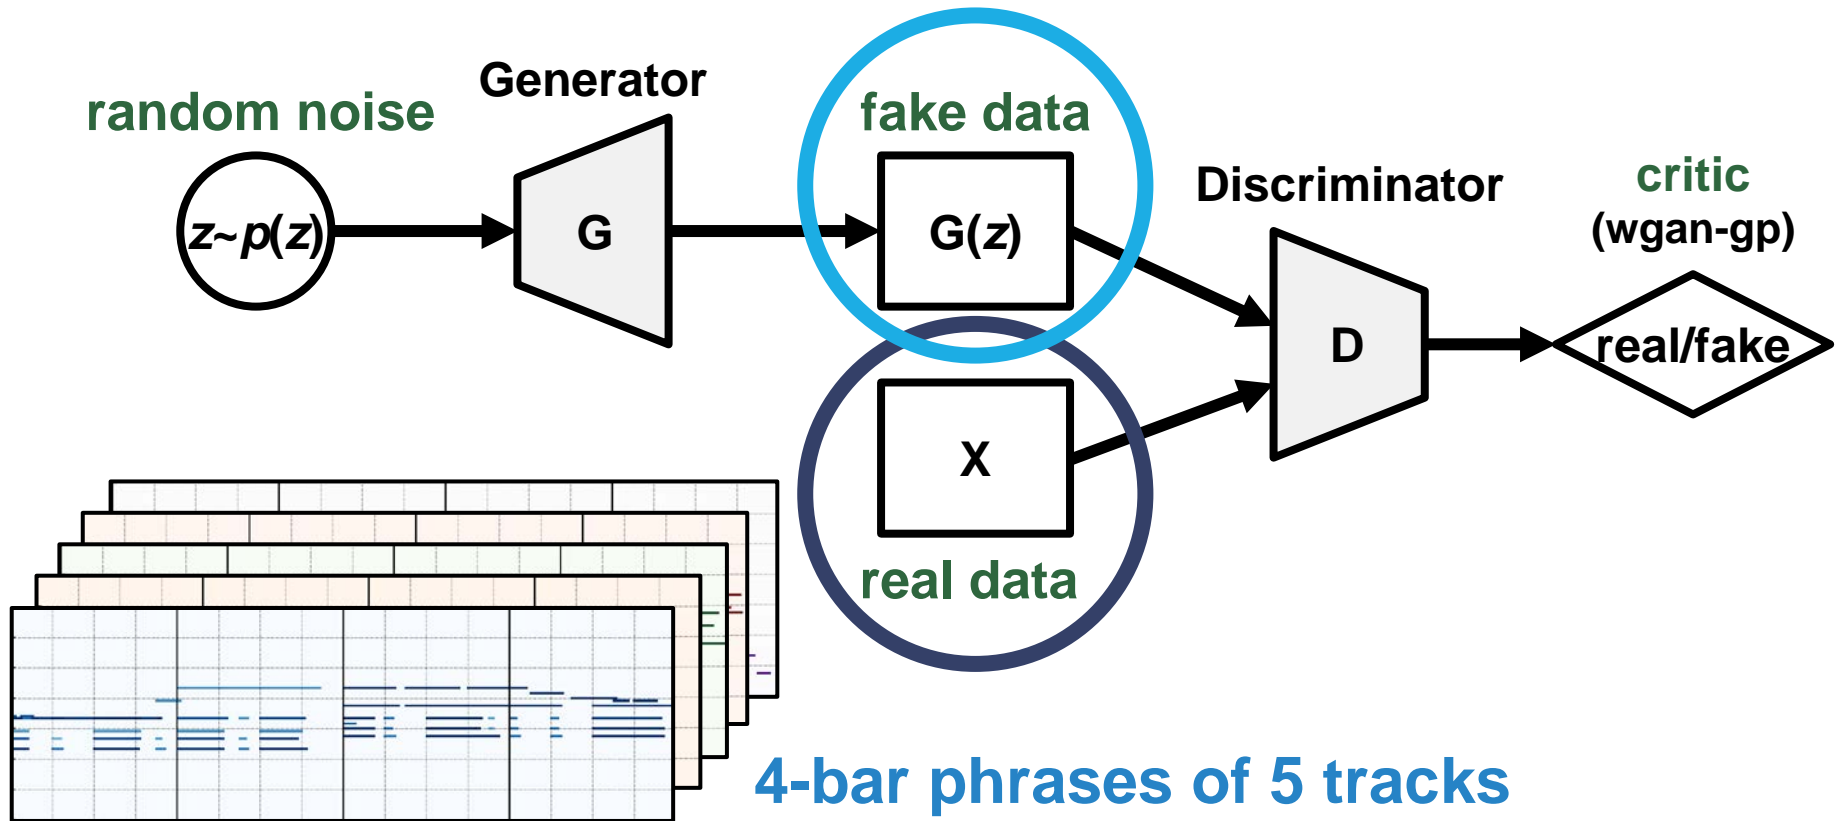 random noise
z~p(z)
Generator
G
fake data
G(z)
X
real data
Discriminator
D
critic
(wgan-gp)
real/fake
4-bar phrases of 5 tracks